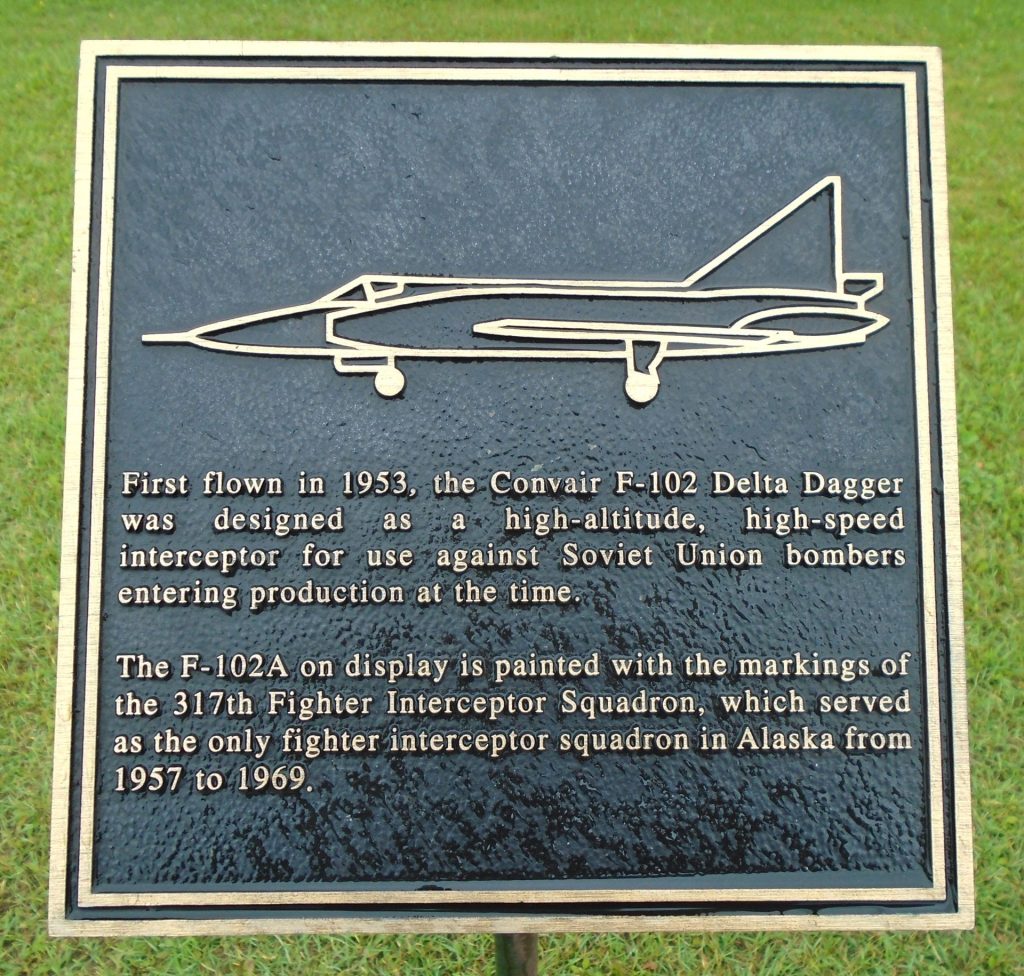 First flown in 1953, the Convair F-102 Delta Dagger
was designed as a high-altitude, high-speed
interceptor for use against Soviet Union bombers
entering production at the time.
The F-102A on display is painted with the markings of
the 317th Fighter Interceptor Squadron, which served
as the only fighter interceptor squadron in Alaska from
1957 to 1969.